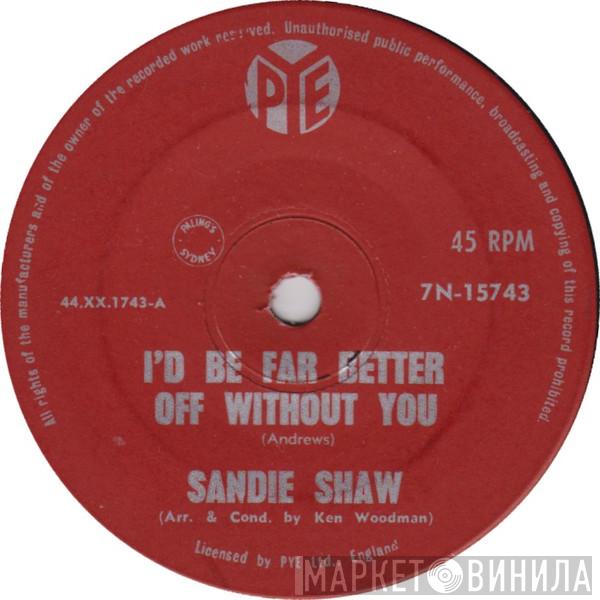 All rights of the manufacturers and of the owner of the recorded work reserved. Unauthorised public performance, broadcasting and copying of this record prohibited.
PYE
PALING'S
SYDNEY
45 RPM
44.XX.1743-A
7N-15743
I'D BE FAR BETTER
OFF WITHOUT YOU
(Andrews)
SANDIE SHAW
(Arr. & Cond. by Ken Woodman)
Licensed by PYE Ltd., England
МАРКЕТ ВИНИЛА